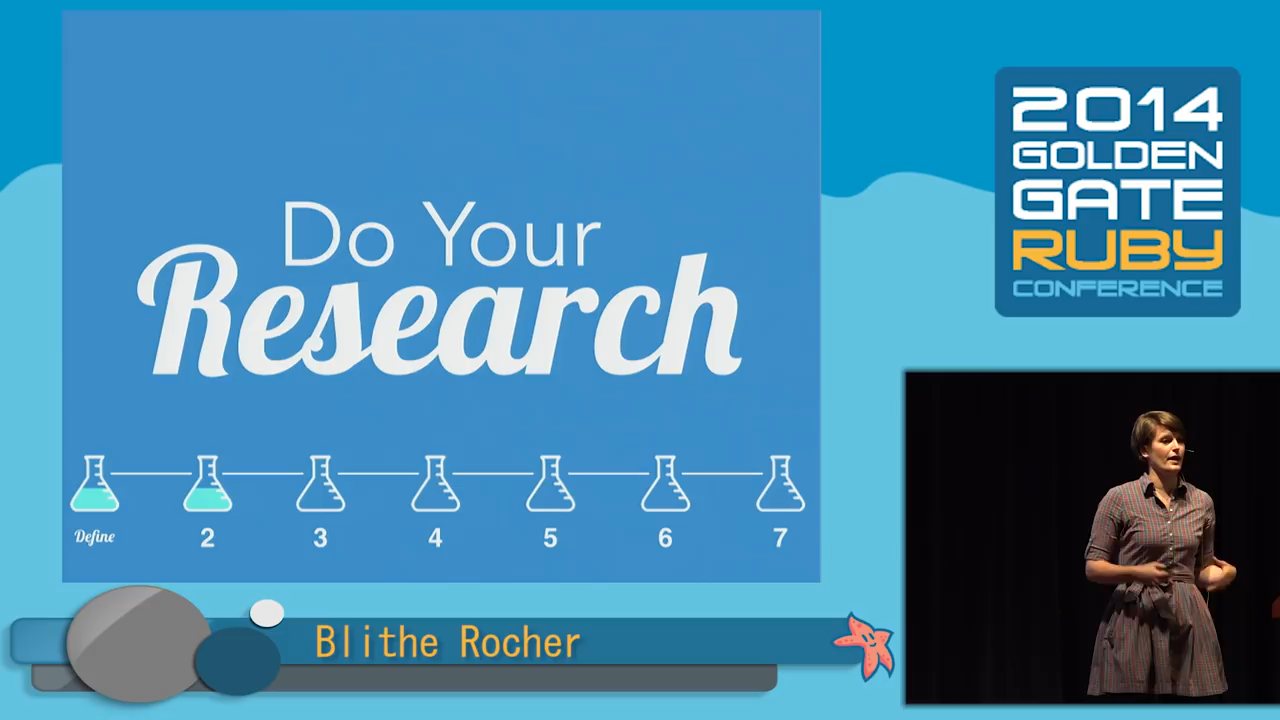 Do Your
Research
Define
2
3
4
5
6
7
Blithe Rocher
2014
GOLDEN
GATE
RUBY
CONFERENCE